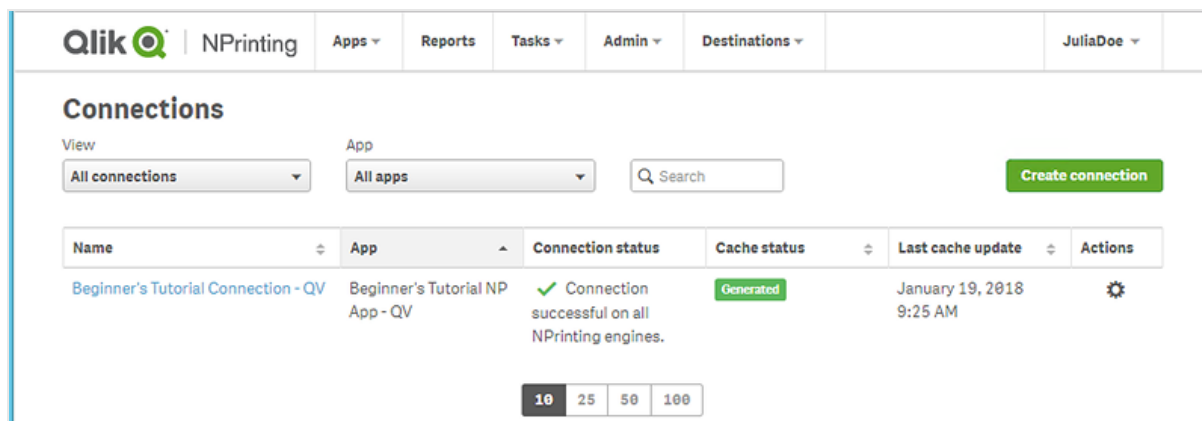 Qlik NPrinting Apps Reports Tasks Admin Destinations JuliaDoe
Connections
View App
All connections All apps Search Create connection
Name App Connection status Cache status Last cache update Actions
Beginner's Tutorial Connection - QV Beginner's Tutorial NP Connection Generated January 19, 2018
App - QV successful on all 9:25 AM
NPrinting engines.
10 25 50 100